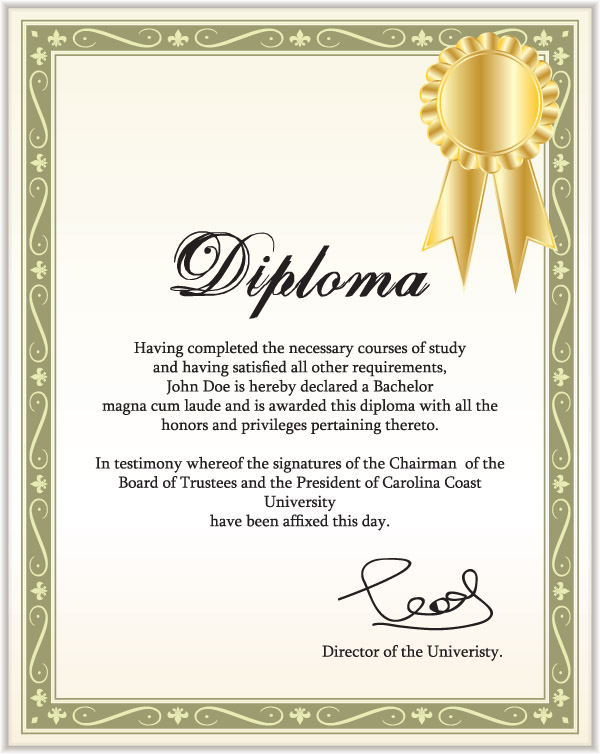 Diploma
Having completed the necessary courses of study
and having satisfied all other requirements,
John Doe is hereby declared a Bachelor
magna cum laude and is awarded this diploma with all the
honors and privileges pertaining thereto.
In testimony whereof the signatures of the Chairman of the
Board of Trustees and the President of Carolina Coast
University
have been affixed this day.
Director of the Univeristy.